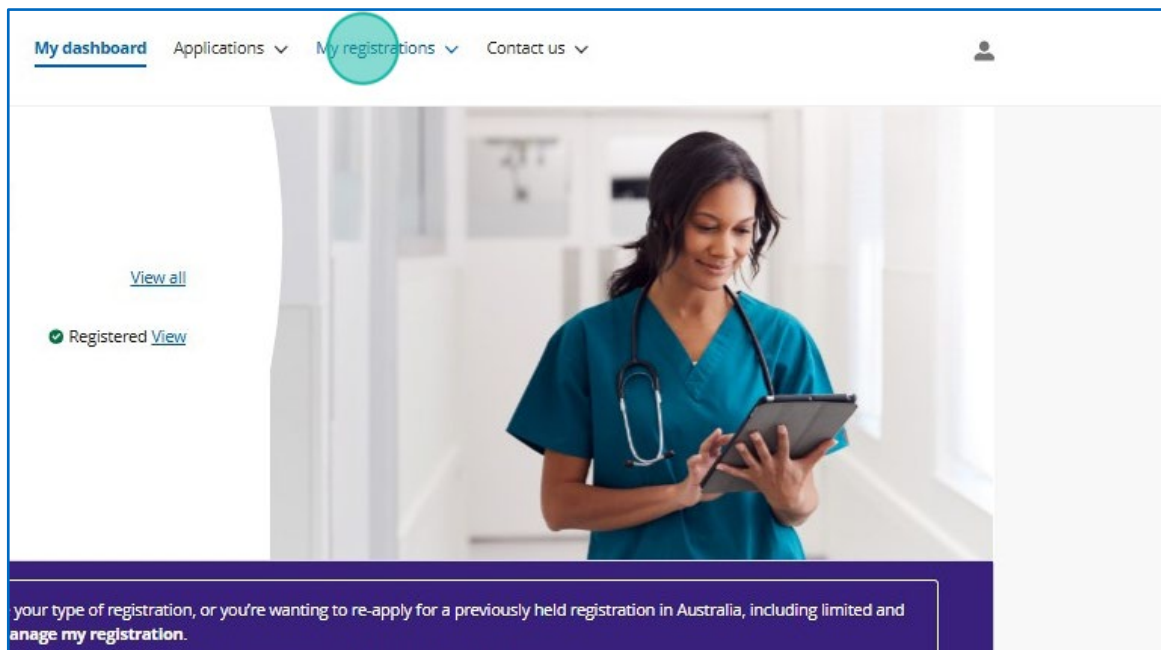 My dashboard Applications My registrations Contact us
View all
Registered View
your type of registration, or you're wanting to re-apply for a previously held registration in Australia, including limited and
anage my registration.